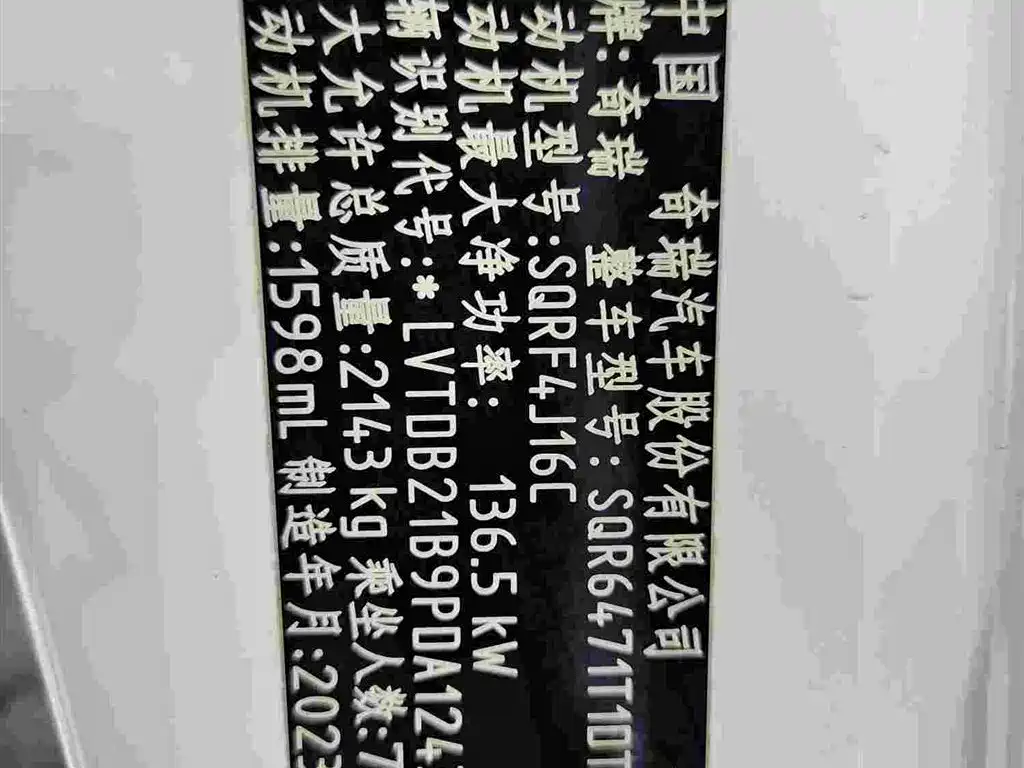 中国 奇瑞汽车股份有限公司
牌:奇瑞 整车型号:SQR6471T10T
动机型号:SQRF4J16C
动机最大净功率: 136.5 kW
辆识别代号:* LVTDB21B9PDA124
大允许总质量:2143kg 乘坐人数:7
动机排量:1598mL 制造年月:2023